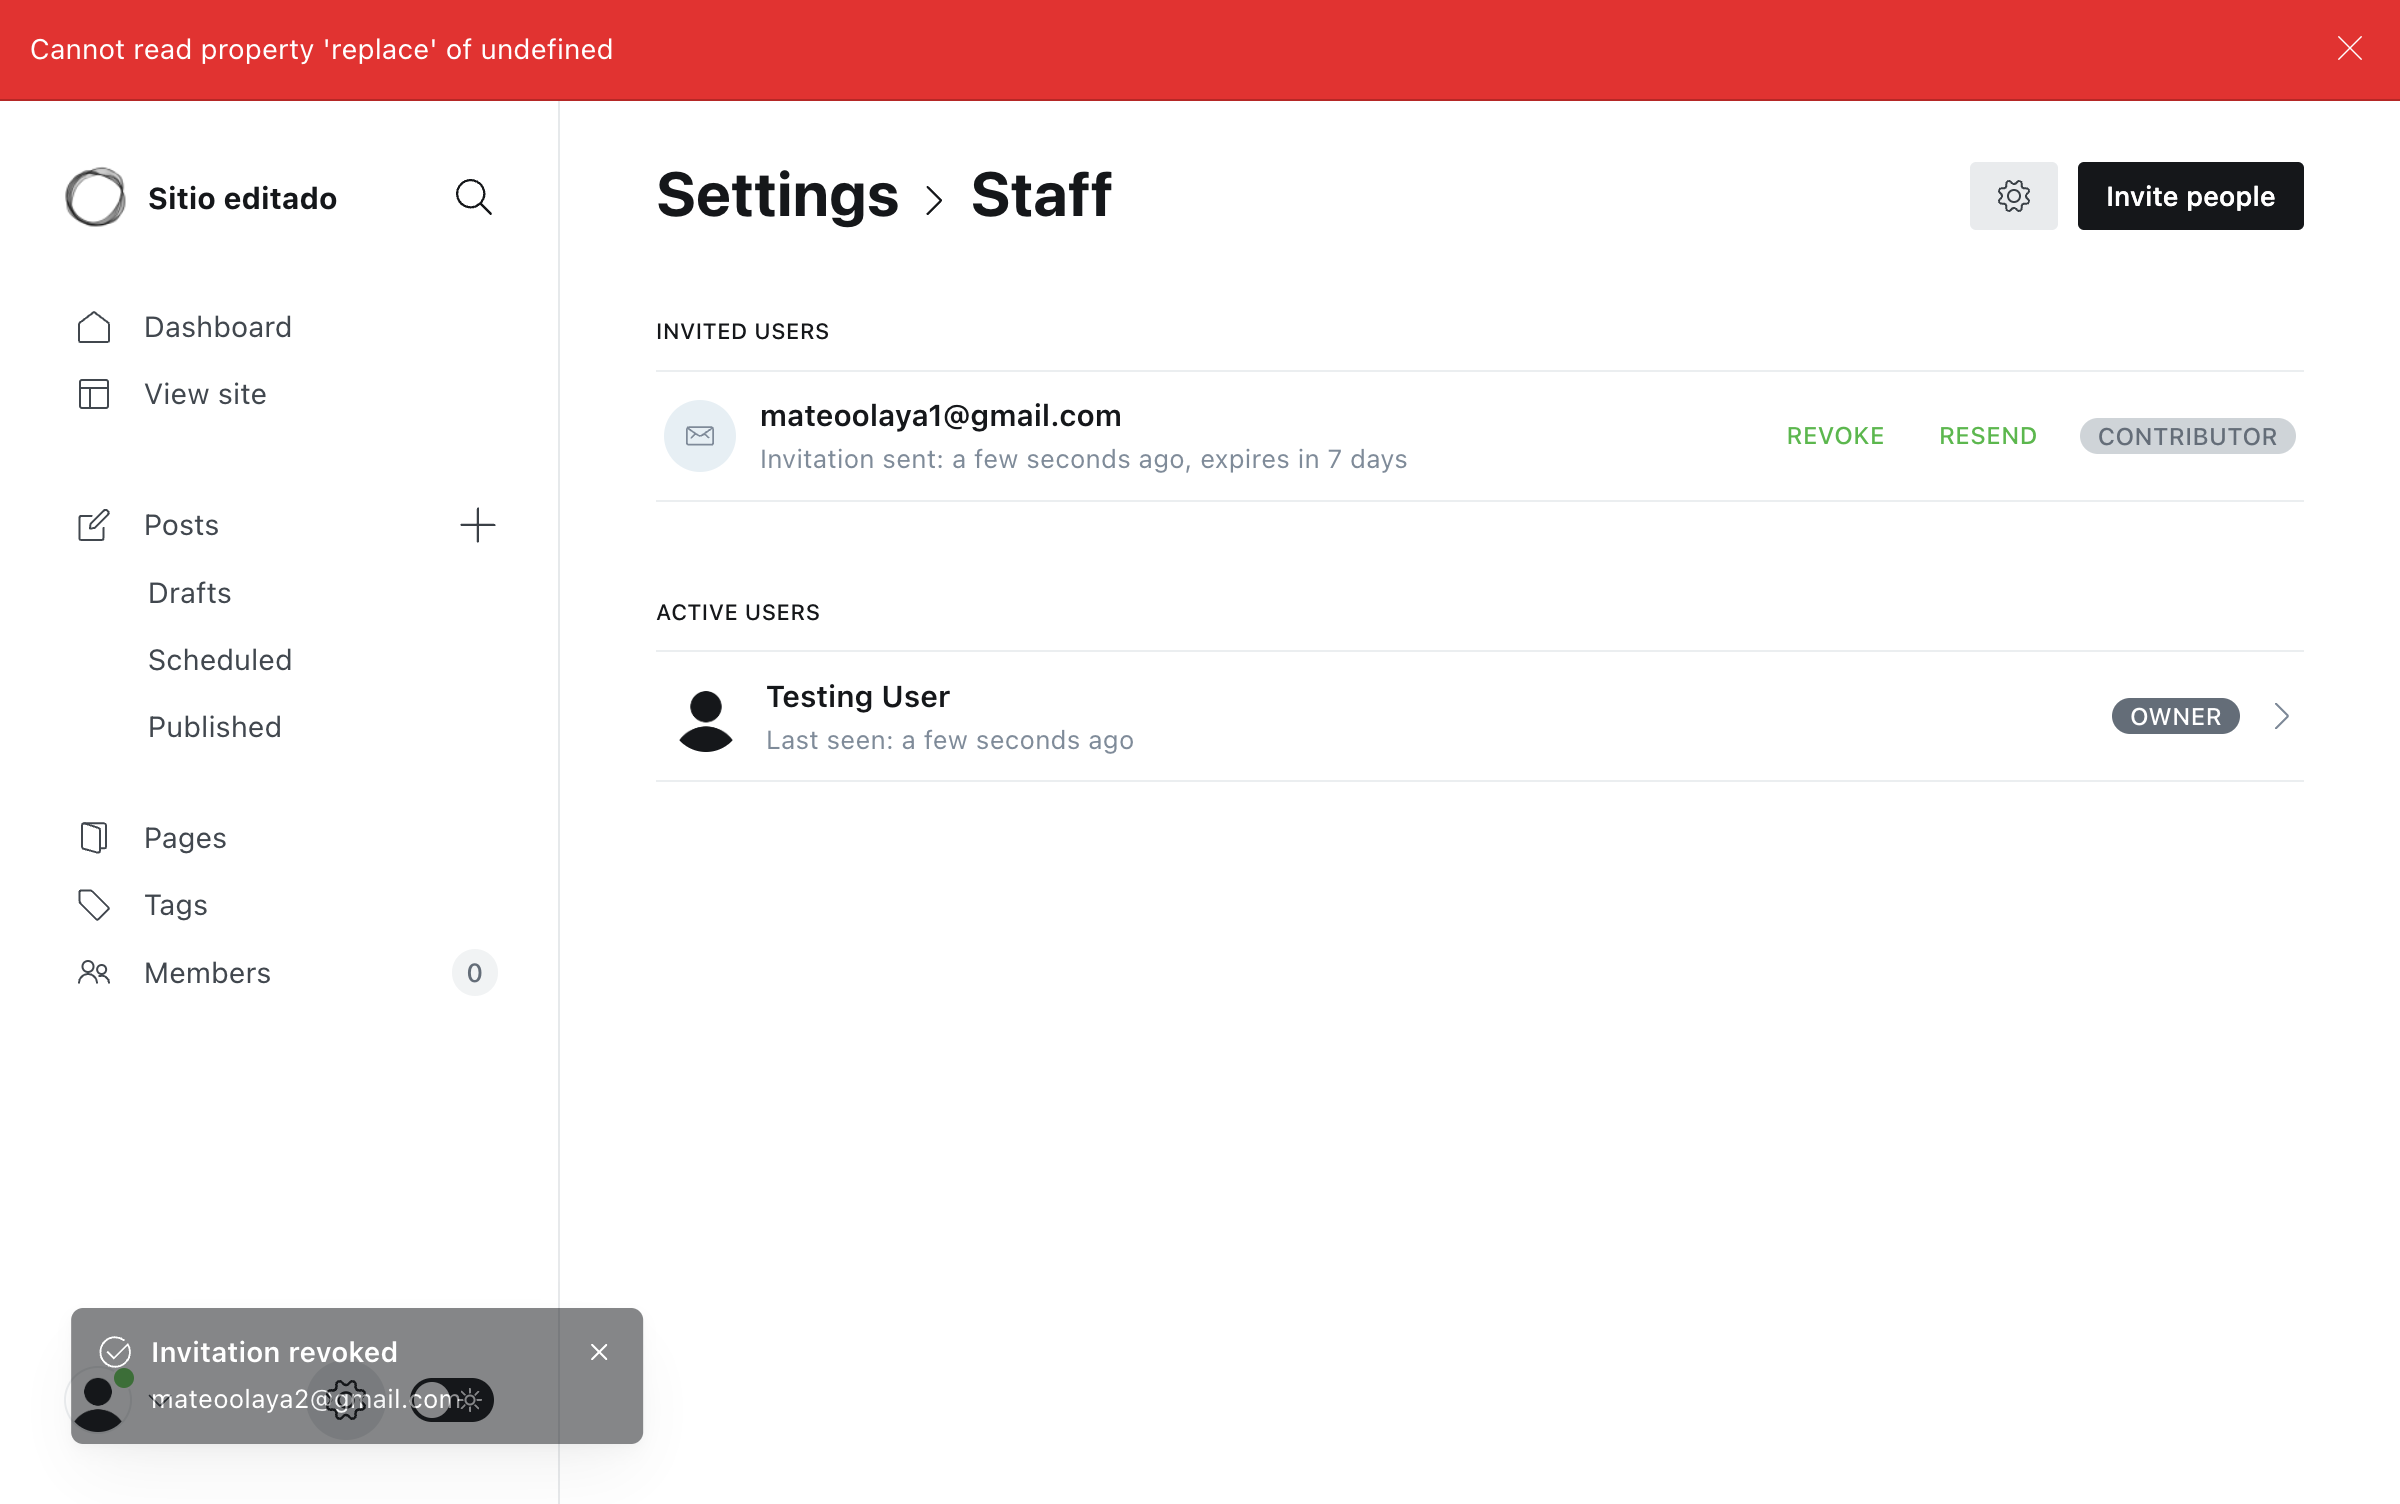 Cannot read property 'replace' of undefined
Sitio editado
Dashboard
View site
Posts
Drafts
Scheduled
Published
Pages
Tags
Members 0
Settings > Staff
Invite people
INVITED USERS
mateoolaya1@gmail.com
Invitation sent: a few seconds ago, expires in 7 days
REVOKE RESEND CONTRIBUTOR
ACTIVE USERS
Testing User
Last seen: a few seconds ago
OWNER
Invitation revoked
mateoolaya2@gmail.com